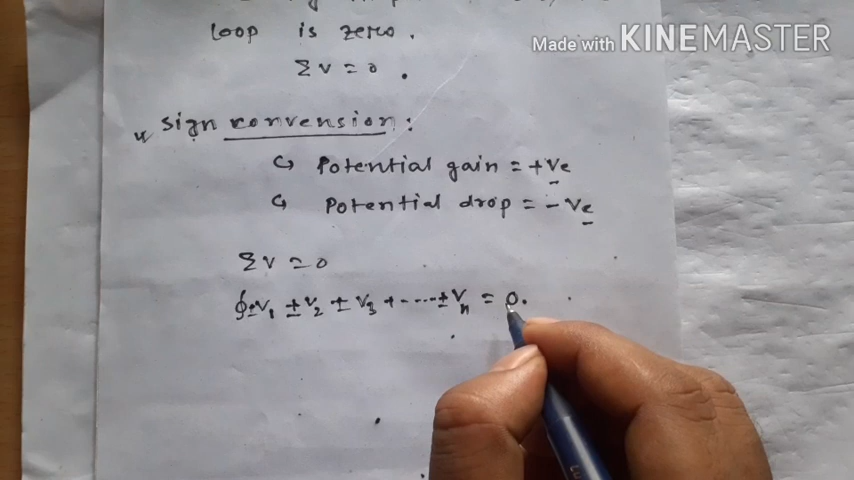 loop is zero.
Made with KINEMASTER
Σv=0.
sign convension:
Potential gain = +ve
Potential drop = -ve
Σv=0
∮±v₁ ± v₂ ± v₃ + ----± vₙ = 0.